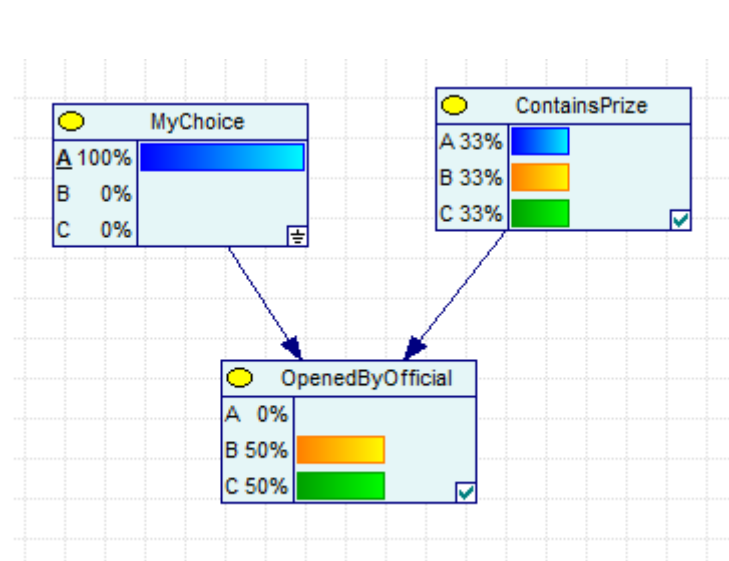 MyChoice
A 100%
B 0%
C 0%
ContainsPrize
A 33%
B 33%
C 33%
OpenedByOfficial
A 0%
B 50%
C 50%